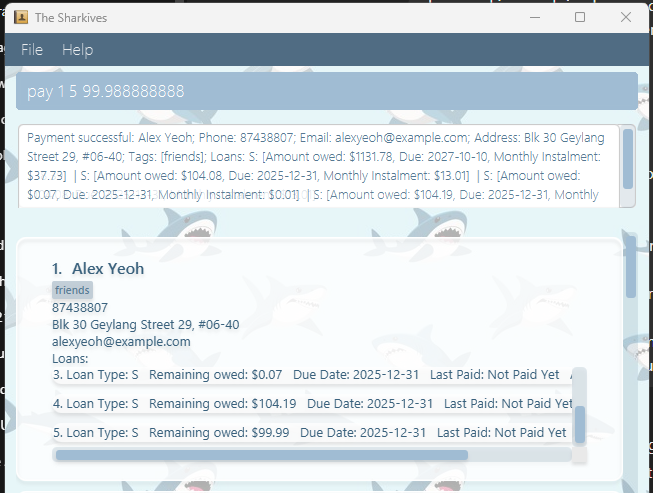 The Sharkives
File Help
pay 1 5 99.988888888
Payment successful: Alex Yeoh; Phone: 87438807; Email: alexyeoh@example.com; Address: Blk 30 Geylang
Street 29, #06-40; Tags: [friends]; Loans: S: [Amount owed: $1131.78, Due: 2027-10-10, Monthly Instalment:
$37.73] | S: [Amount owed: $104.08, Due: 2025-12-31, Monthly Instalment: $13.01] | S: [Amount owed:
$0.07, Due: 2025-12-31, Monthly Instalment: $0.01] | S: [Amount owed: $104.19, Due: 2025-12-31, Monthly
1. Alex Yeoh
friends
87438807
Blk 30 Geylang Street 29, #06-40
alexyeoh@example.com
Loans:
3. Loan Type: S Remaining owed: $0.07 Due Date: 2025-12-31 Last Paid: Not Paid Yet
4. Loan Type: S Remaining owed: $104.19 Due Date: 2025-12-31 Last Paid: Not Paid Yet
5. Loan Type: S Remaining owed: $99.99 Due Date: 2025-12-31 Last Paid: Not Paid Yet